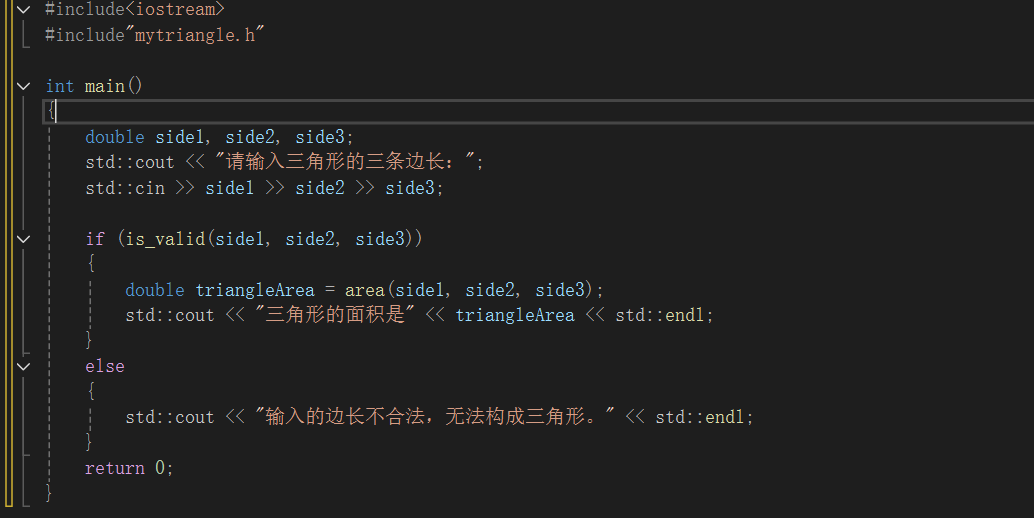 #include<iostream>
#include"mytriangle.h"
int main()
{
double side1, side2, side3;
std::cout << "请输入三角形的三条边长：";
std::cin >> side1 >> side2 >> side3;
if (is_valid(side1, side2, side3))
{
double triangleArea = area(side1, side2, side3);
std::cout << "三角形的面积是" << triangleArea << std::endl;
}
else
{
std::cout << "输入的边长不合法，无法构成三角形。" << std::endl;
}
return 0;
}